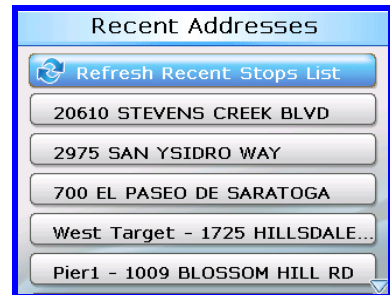 Recent Addresses
Refresh Recent Stops List
20610 STEVENS CREEK BLVD
2975 SAN YSIDRO WAY
700 EL PASEO DE SARATOGA
West Target - 1725 HILLSDALE...
Pier1 - 1009 BLOSSOM HILL RD